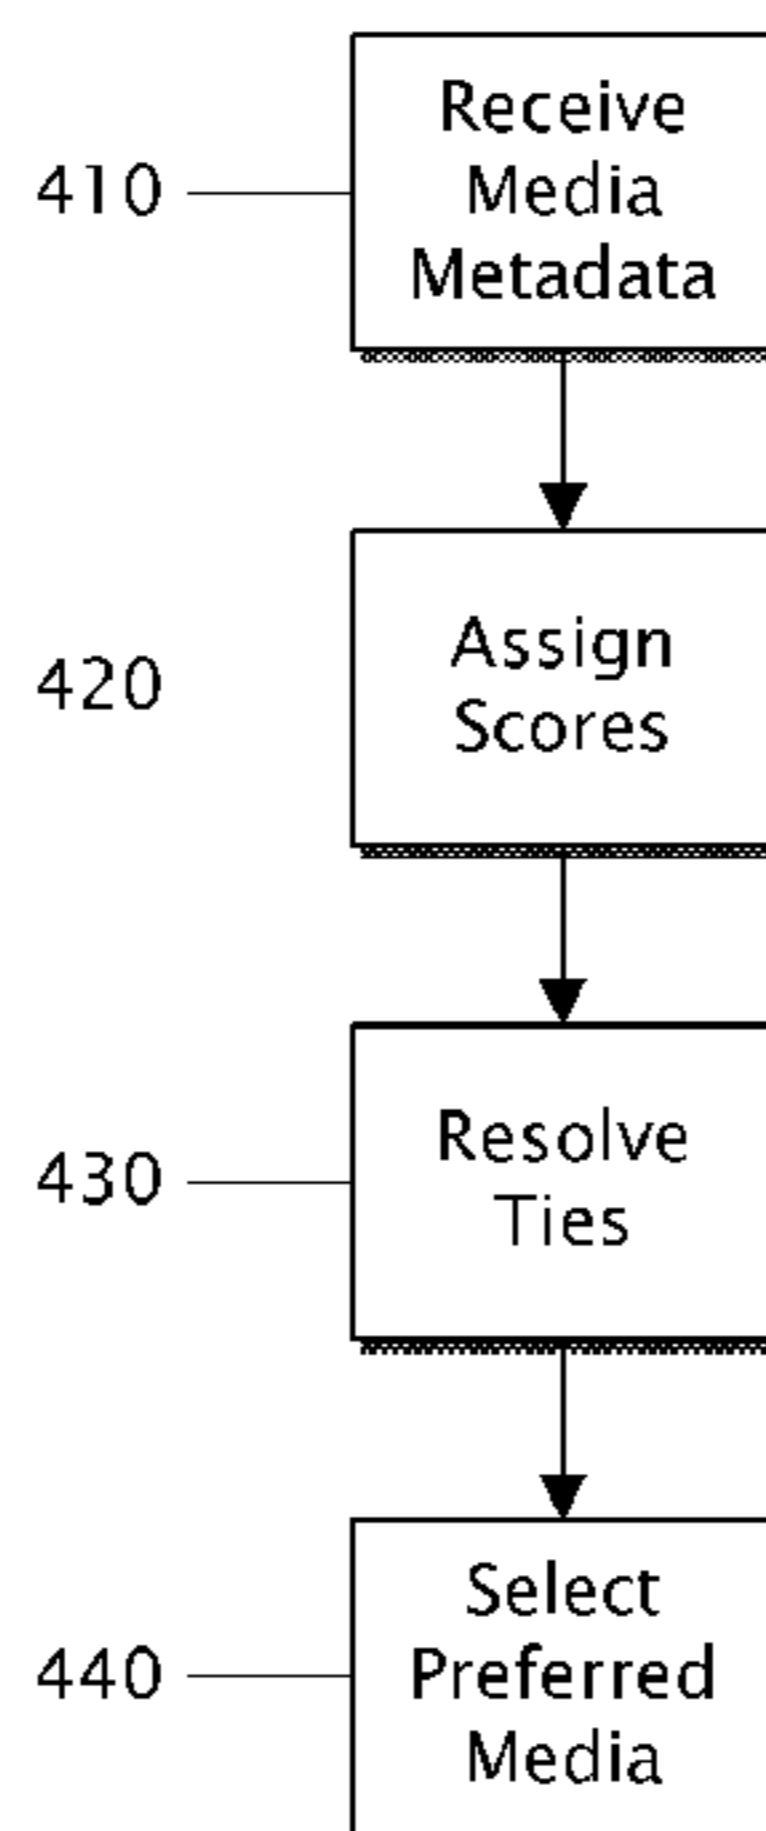 410
Receive
Media
Metadata
420
Assign
Scores
430
Resolve
Ties
440
Select
Preferred
Media